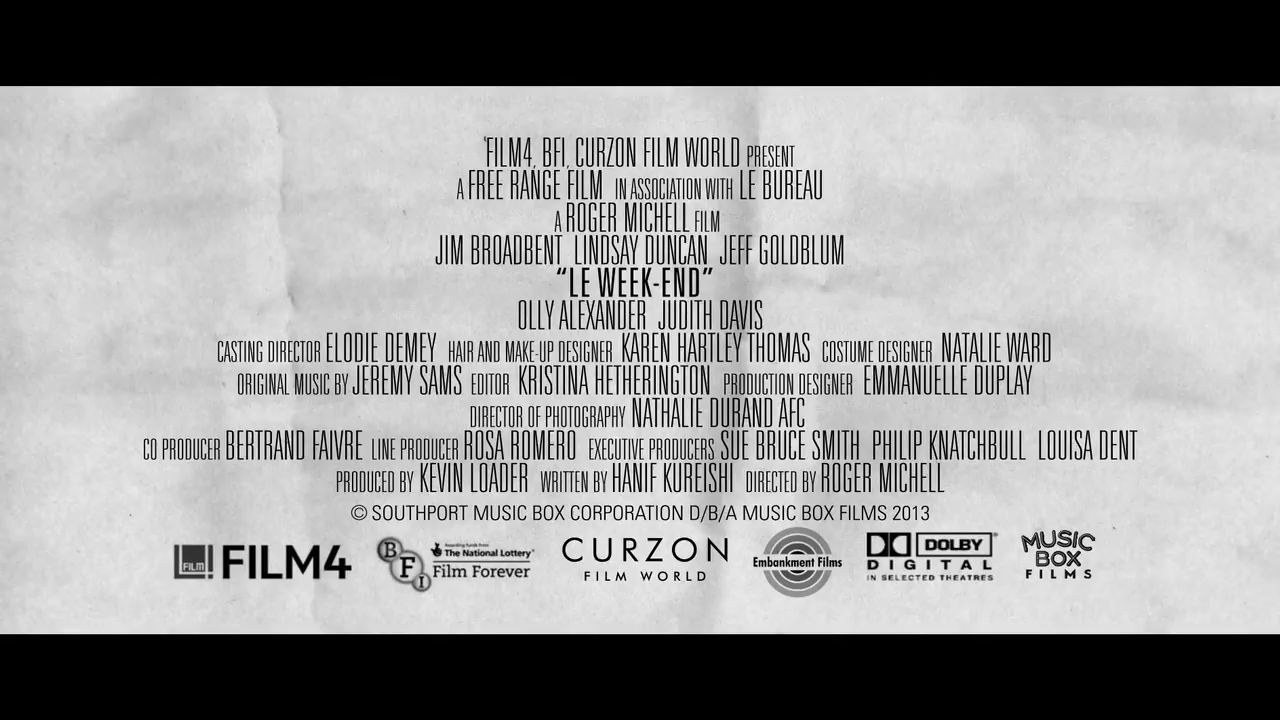 ‘FILM4, BFI, CURZON FILM WORLD PRESENT
A FREE RANGE FILM IN ASSOCIATION WITH LE BUREAU
A ROGER MICHELL FILM
JIM BROADBENT LINDSAY DUNCAN JEFF GOLDBLUM
“LE WEEK-END”
OLLY ALEXANDER JUDITH DAVIS
CASTING DIRECTOR ELODIE DEMEY HAIR AND MAKE-UP DESIGNER KAREN HARTLEY THOMAS COSTUME DESIGNER NATALIE WARD
ORIGINAL MUSIC BY JEREMY SAMS EDITOR KRISTINA HETHERINGTON PRODUCTION DESIGNER EMMANUELLE DUPLAY
DIRECTOR OF PHOTOGRAPHY NATHALIE DURAND AFC
CO PRODUCER BERTRAND FAIVRE LINE PRODUCER ROSA ROMERO EXECUTIVE PRODUCERS SUE BRUCE SMITH PHILIP KNATCHBULL LOUISA DENT
PRODUCED BY KEVIN LOADER WRITTEN BY HANIF KUREISHI DIRECTED BY ROGER MICHELL
© SOUTHPORT MUSIC BOX CORPORATION D/B/A MUSIC BOX FILMS 2013
FILM FILM4
BFI
Awarding funds from
The National Lottery®
Film Forever
CURZON
FILM WORLD
Embankment Films
DOLBY®
DIGITAL
IN SELECTED THEATRES
MUSIC
BOX
FILMS